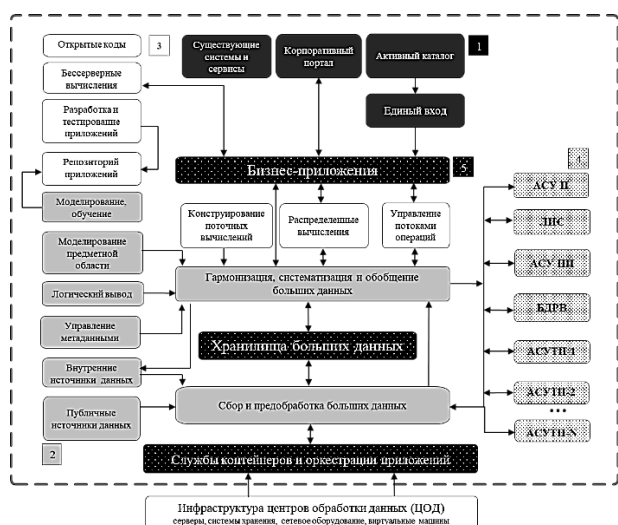 Открытые коды
3
Существующие
системы и
сервисы
Корпоративный
портал
Активный каталог
1
Бессерверные
вычисления
Единый вход
Разработка и
тестирование
приложений
Репозиторий
приложений
Бизнес-приложения
5
4
АСУ П
Моделирование,
обучение
Конструирование
поточных
вычислений
Распределенные
вычисления
Управление
потоками
операций
ЛИС
Моделирование
предметной
области
АСУ ПП
Гармонизация, систематизация и обобщение
больших данных
Логический вывод
БДРВ
Управление
метаданными
Хранилища больших данных
АСУТП-1
Внутренние
источники данных
Сбор и предобработка больших данных
АСУТП-2
...
Публичные
источники данных
АСУТП-N
2
Службы контейнеров и оркестрации приложений
Инфраструктура центров обработки данных (ЦОД)
серверы, системы хранения, сетевое оборудование, виртуальные машины